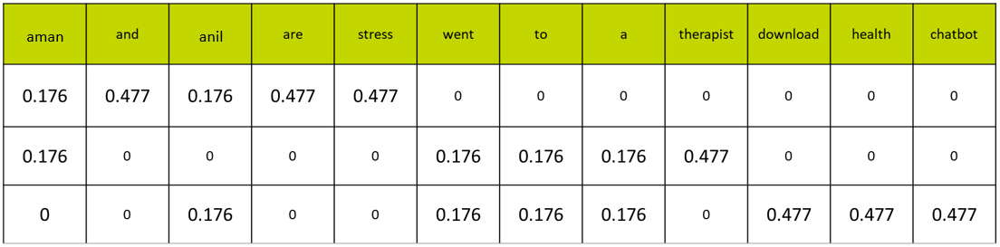 aman and anil are stress went to a therapist download health chatbot
0.176 0.477 0.176 0.477 0.477 0 0 0 0 0 0 0
0.176 0 0 0 0 0.176 0.176 0.176 0.477 0 0 0
0 0 0.176 0 0 0.176 0.176 0.176 0 0.477 0.477 0.477